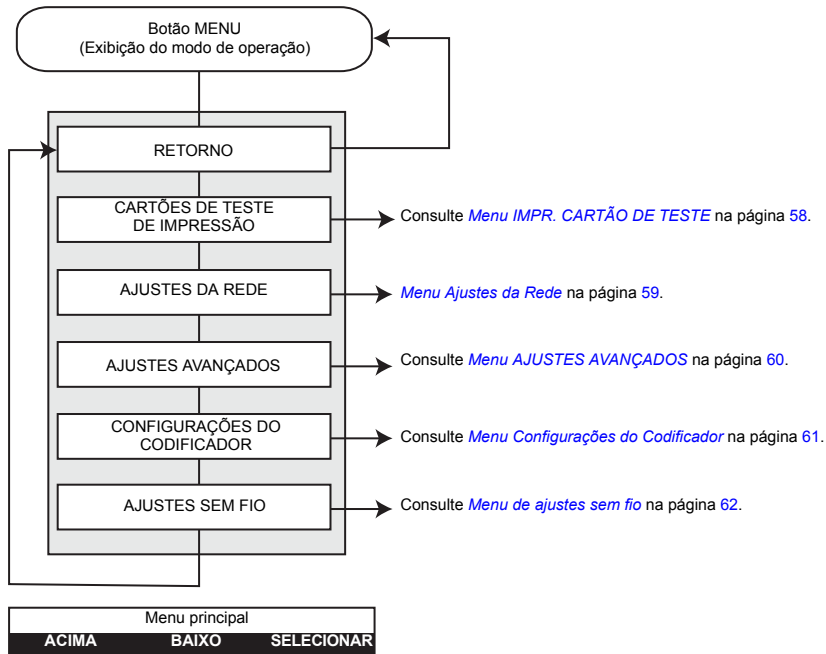 Botão MENU
(Exibição do modo de operação)
RETORNO
CARTÕES DE TESTE
DE IMPRESSÃO
Consulte Menu IMPR. CARTÃO DE TESTE na página 58.
AJUSTES DA REDE
Menu Ajustes da Rede na página 59.
AJUSTES AVANÇADOS
Consulte Menu AJUSTES AVANÇADOS na página 60.
CONFIGURAÇÕES DO
CODIFICADOR
Consulte Menu Configurações do Codificador na página 61.
AJUSTES SEM FIO
Consulte Menu de ajustes sem fio na página 62.
Menu principal
ACIMA BAIXO SELECIONAR